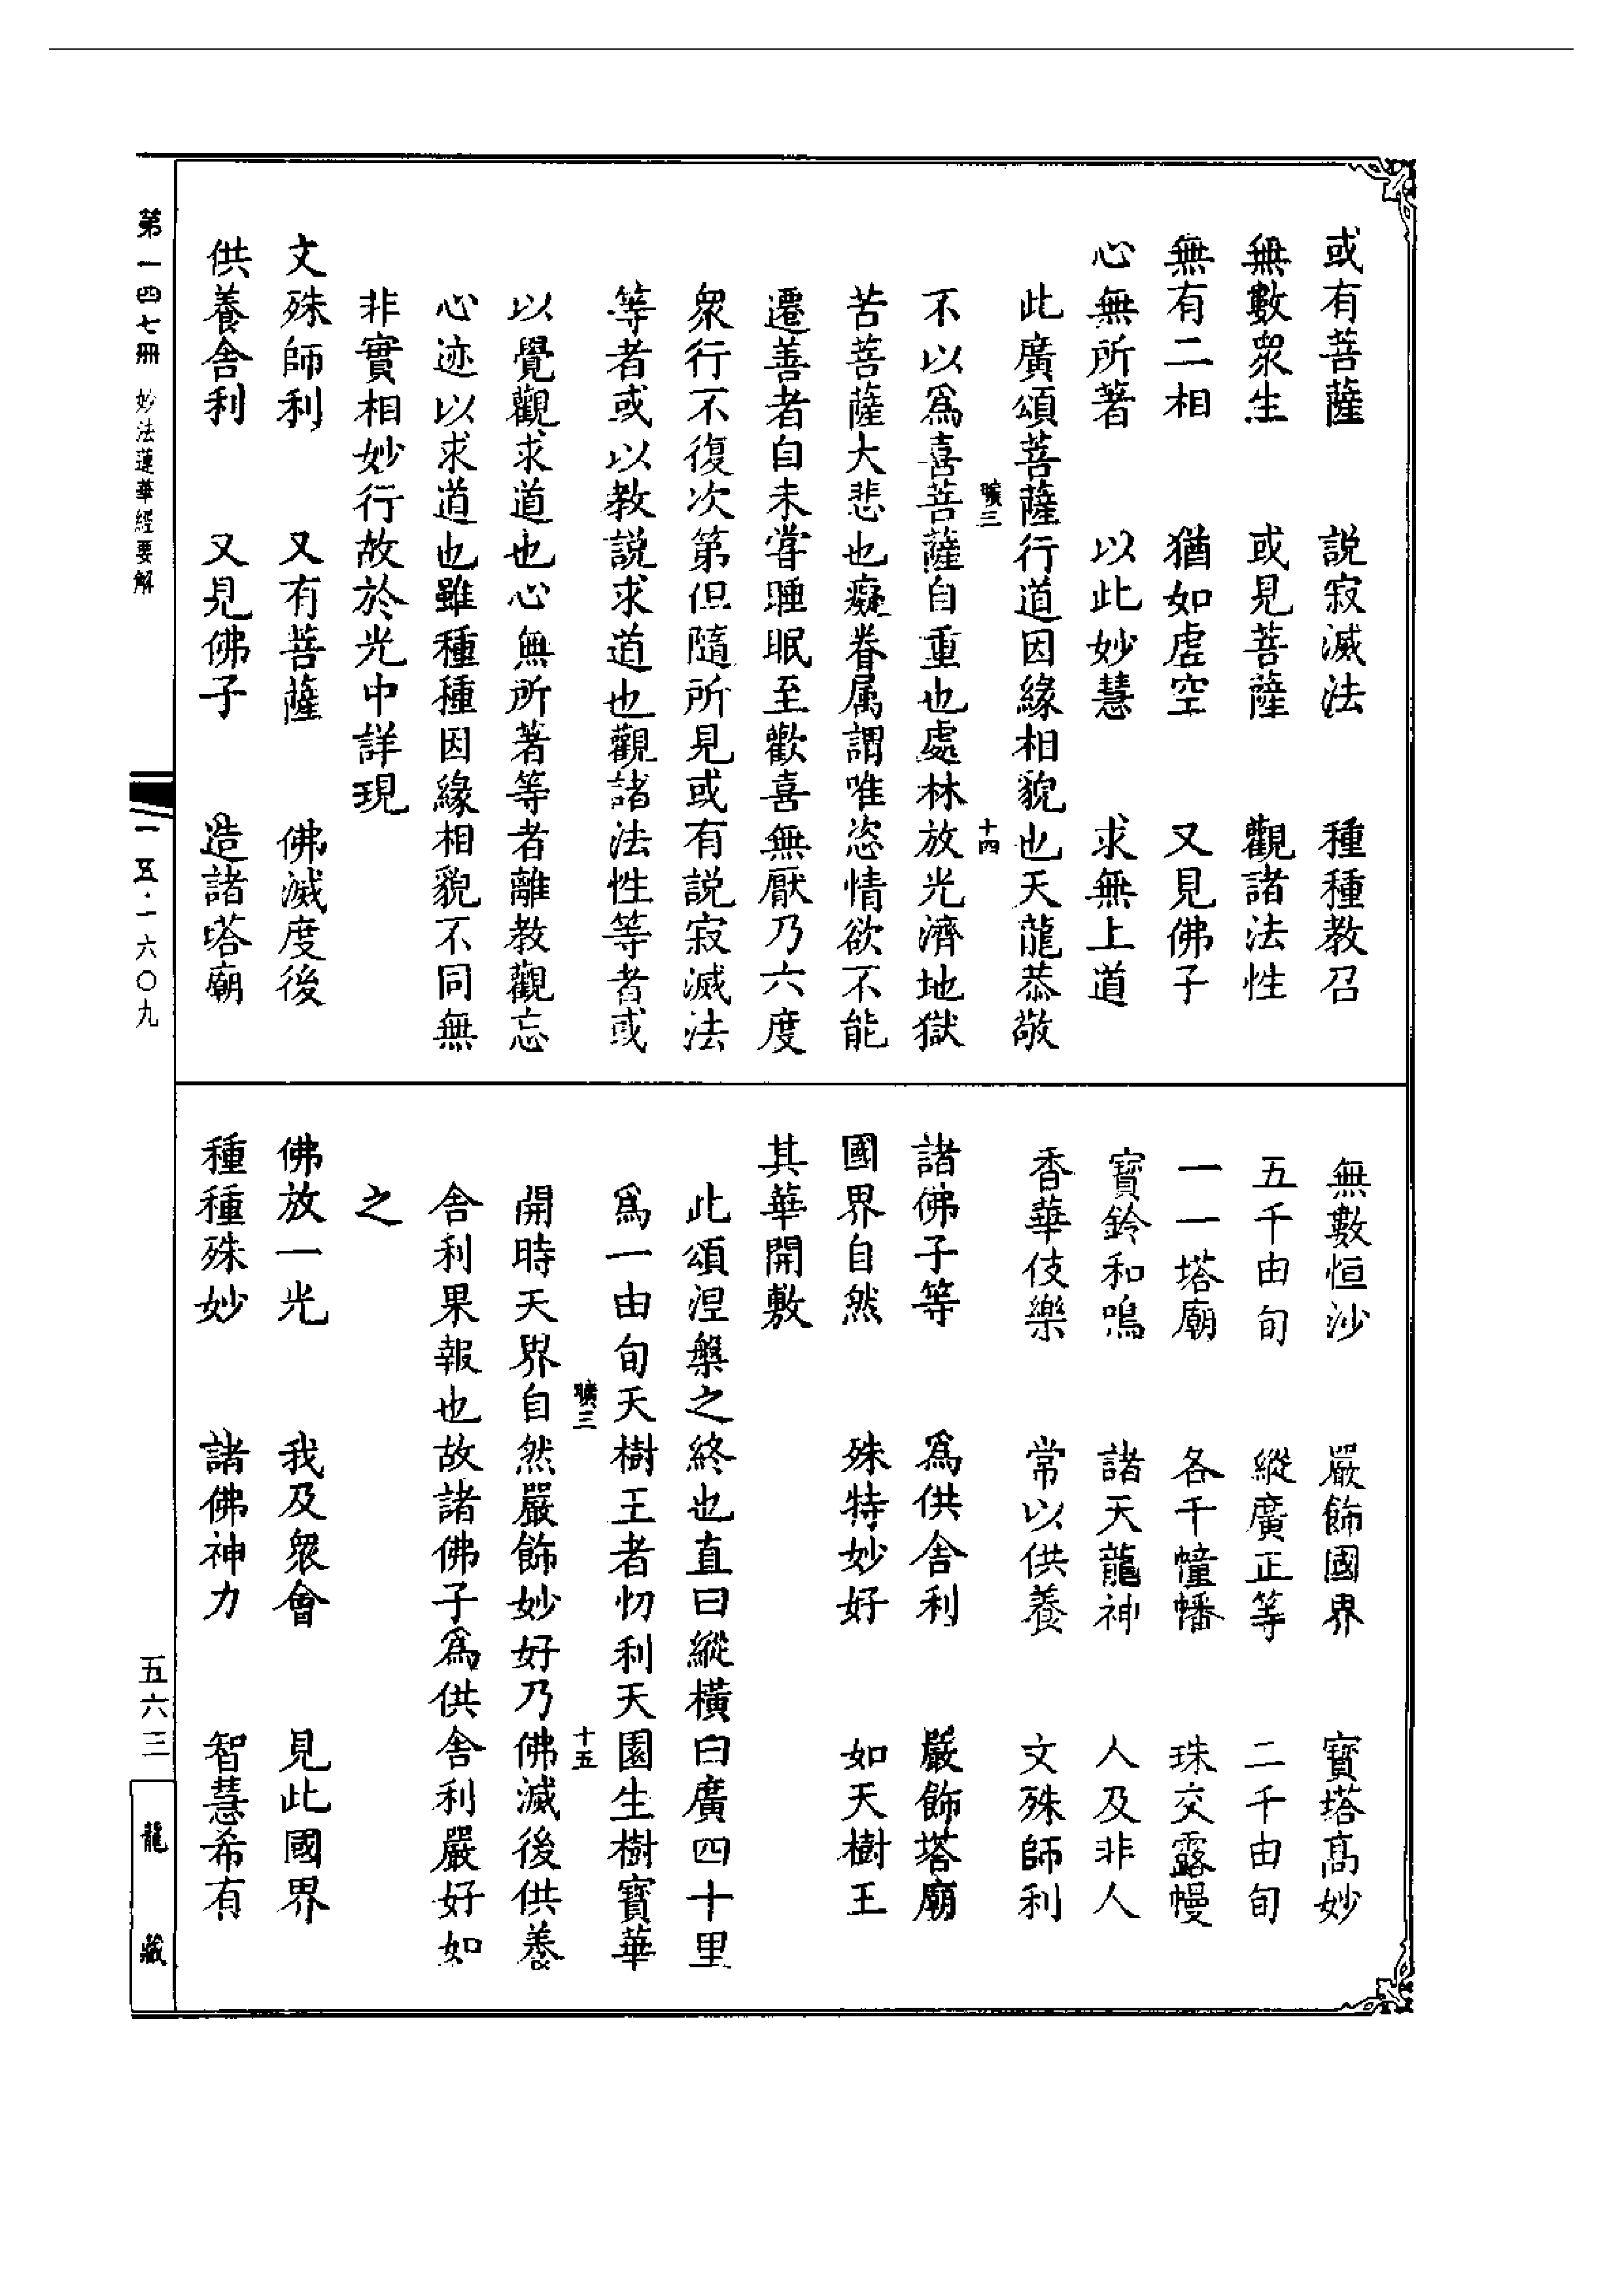 或有菩薩　說寂滅法　種種教召
無數衆生　或見菩薩　觀諸法性
無有二相　猶如虛空　又見佛子
心無所著　以此妙慧　求無上道
此廣頌菩薩行道因緣相貌也天龍恭敬
曠三　十四
不以爲喜菩薩自重也處林放光濟地獄
苦菩薩大悲也癡眷属謂唯恣情欲不能
遷善者自未甞睡眠至歡喜無厭乃六度
衆行不復次第但隨所見或有說寂滅法
等者或以教說求道也觀諸法性等者或
以覺觀求道也心無所著等者離教觀忘
心迹以求道也雖種種因緣相貌不同無
非實相妙行故於光中詳現
文殊師利　又有菩薩　佛滅度後
供養舍利　又見佛子　造諸塔廟
無數恒沙　嚴飾國界　寶塔高妙
五千由旬　縱廣正等　二千由旬
一一塔廟　各千幢幡　珠交露幔
寶鈴和鳴　諸天龍神　人及非人
香華伎樂　常以供養　文殊師利
諸佛子等　爲供舍利　嚴飾塔廟
國界自然　殊特妙好　如天樹王
其華開敷
此頌涅槃之終也直曰縱橫曰廣四十里
爲一由旬天樹王者忉利天園生樹寶華
曠三　十五
開時天界自然嚴飾妙好乃佛滅後供養
舍利果報也故諸佛子爲供舍利嚴好如
之
佛放一光　我及衆會　見此國界
種種殊妙　諸佛神力　智慧希有
第一四七冊　妙法蓮華經要解
一五·一六〇九
五六三
龍藏